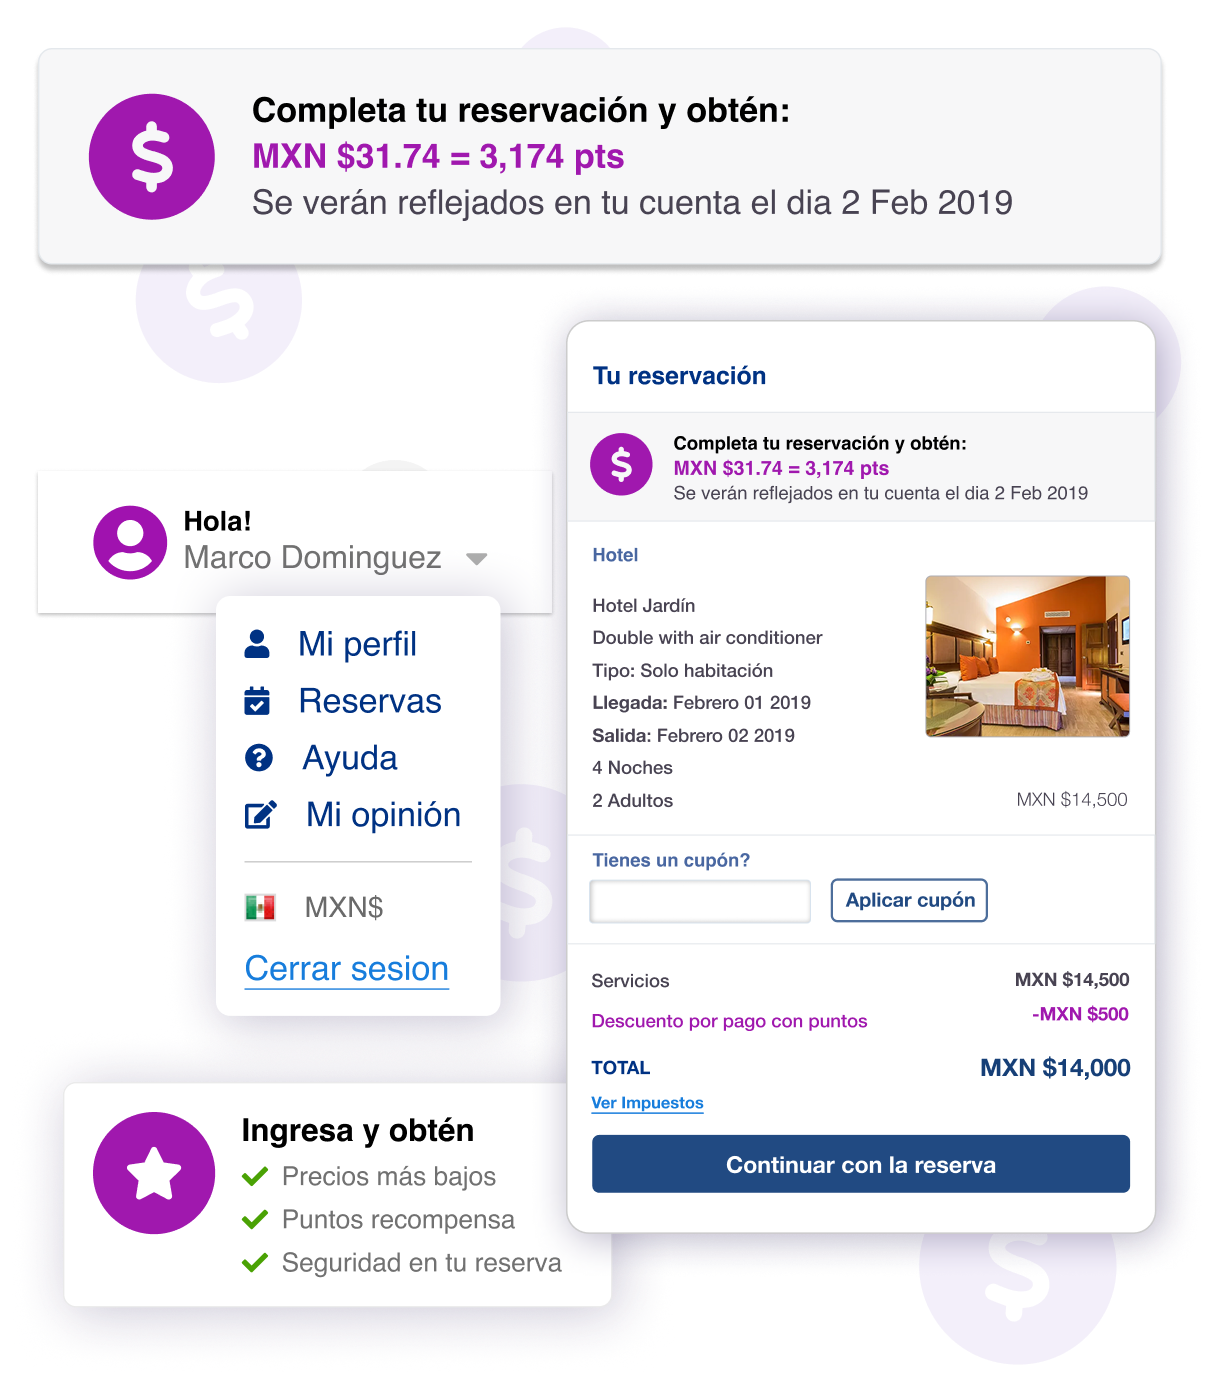 Completa tu reservación y obtén:
MXN $31.74 = 3,174 pts
Se verán reflejados en tu cuenta el dia 2 Feb 2019
Hola!
Marco Dominguez
Mi perfil
Reservas
Ayuda
Mi opinión
MXN$
Cerrar sesion
Ingresa y obtén
Precios más bajos
Puntos recompensa
Seguridad en tu reserva
Tu reservación
Completa tu reservación y obtén:
MXN $31.74 = 3,174 pts
Se verán reflejados en tu cuenta el dia 2 Feb 2019
Hotel
Hotel Jardín
Double with air conditioner
Tipo: Solo habitación
Llegada: Febrero 01 2019
Salida: Febrero 02 2019
4 Noches
2 Adultos MXN $14,500
Tienes un cupón?
Aplicar cupón
Servicios MXN $14,500
Descuento por pago con puntos -MXN $500
TOTAL MXN $14,000
Ver Impuestos
Continuar con la reserva